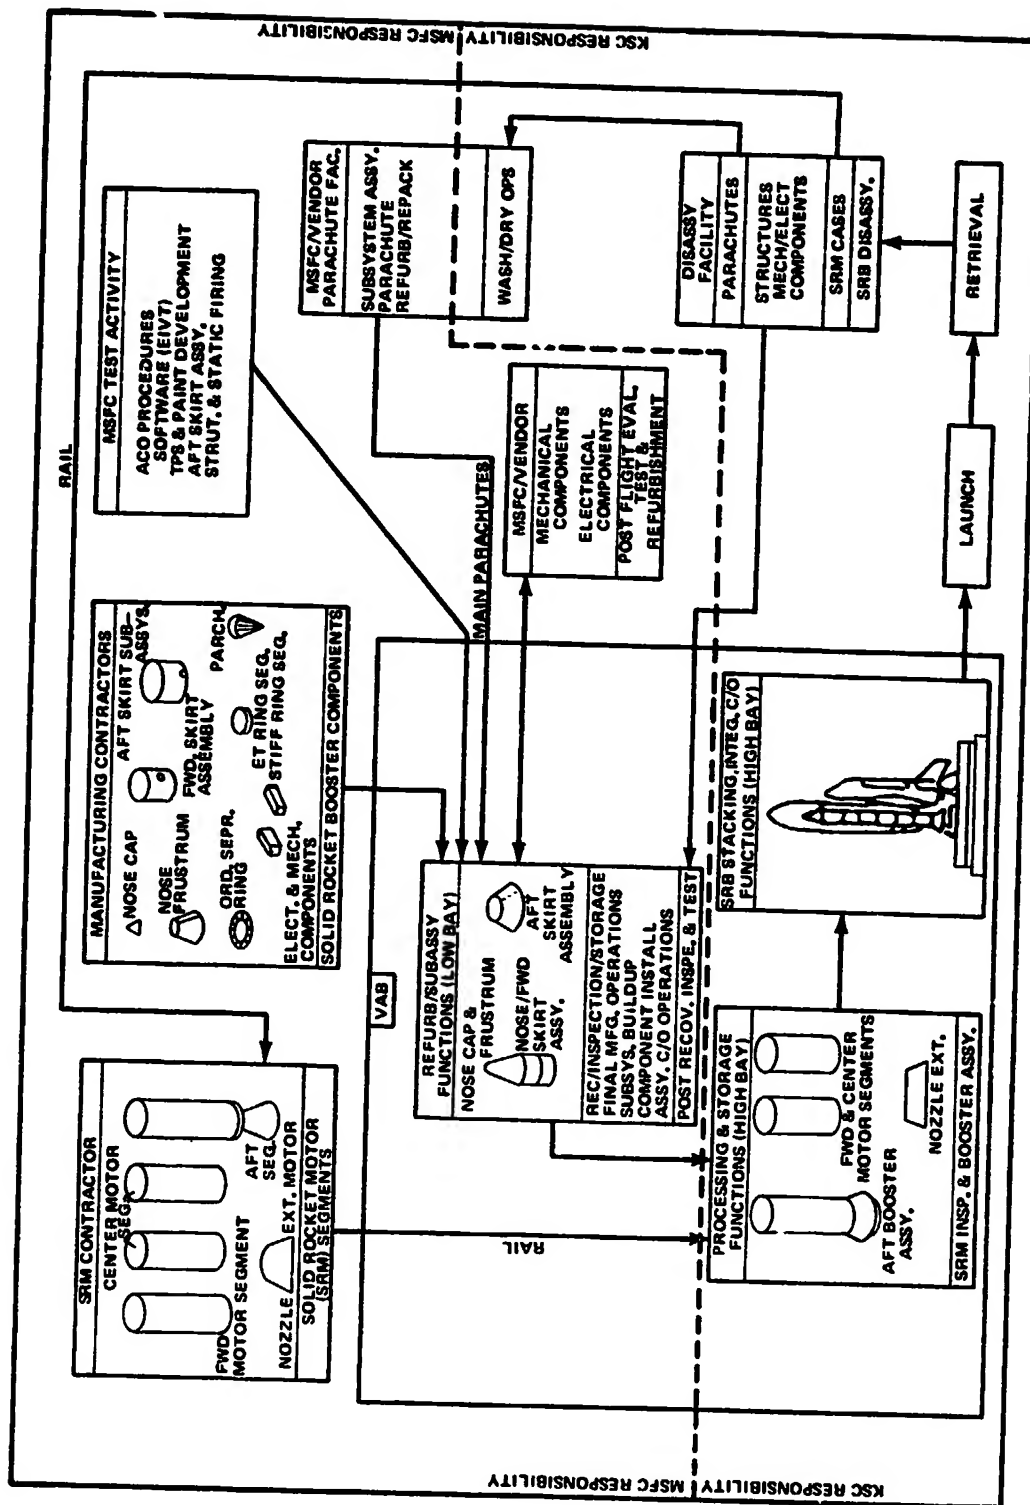 RAIL
SRM CONTRACTOR
CENTER MOTOR
SEG.
FWD
MOTOR SEGMENT
AFT
SEG.
NOZZLE EXT. MOTOR
SOLID ROCKET MOTOR
(SRM) SEGMENTS
MANUFACTURING CONTRACTORS
NOSE CAP
AFT SKIRT SUB-
ASSYS.
NOSE
FRUSTRUM
FWD. SKIRT
ASSEMBLY
ORD. SEPR.
RING
PARCH.
ET RING SEG.
STIFF RING SEG.
ELECT. & MECH.
COMPONENTS
SOLID ROCKET BOOSTER COMPONENTS
MSFC TEST ACTIVITY
ACO PROCEDURES
SOFTWARE (EIVT)
TPS & PAINT DEVELOPMENT
AFT SKIRT ASSY.
STRUT. & STATIC FIRING
MSFC/VENDOR
PARACHUTE FAC.
SUBSYSTEM ASSY.
PARACHUTE
REFURB/REPACK
WASH/DRY OPS
MAIN PARACHUTES
VAB
REFURB/SUBASSY
FUNCTIONS (LOW BAY)
NOSE CAP &
FRUSTRUM
NOSE/FWD
SKIRT
ASSY.
AFT
SKIRT
ASSEMBLY
REC/INSPECTION/STORAGE
FINAL MFG. OPERATIONS
SUBSYS. BUILDUP
COMPONENT INSTALL
ASSY. C/O OPERATIONS
POST RECOV. INSPE. & TEST
MSFC/VENDOR
MECHANICAL
COMPONENTS
ELECTRICAL
COMPONENTS
POST FLIGHT EVAL.
TEST &
REFURBISHMENT
RAIL
MSFC RESPONSIBILITY
KSC RESPONSIBILITY
MSFC RESPONSIBILITY
KSC RESPONSIBILITY
DISASSY
FACILITY
PARACHUTES
STRUCTURES
MECH/ELECT
COMPONENTS
SRM CASES
SRB DISASSY.
PROCESSING & STORAGE
FUNCTIONS (HIGH BAY)
FWD & CENTER
MOTOR SEGMENTS
AFT BOOSTER
ASSY.
NOZZLE EXT.
SRM INSP. & BOOSTER ASSY.
SRB STACKING, INTEG, C/O
FUNCTIONS (HIGH BAY)
LAUNCH
RETRIEVAL